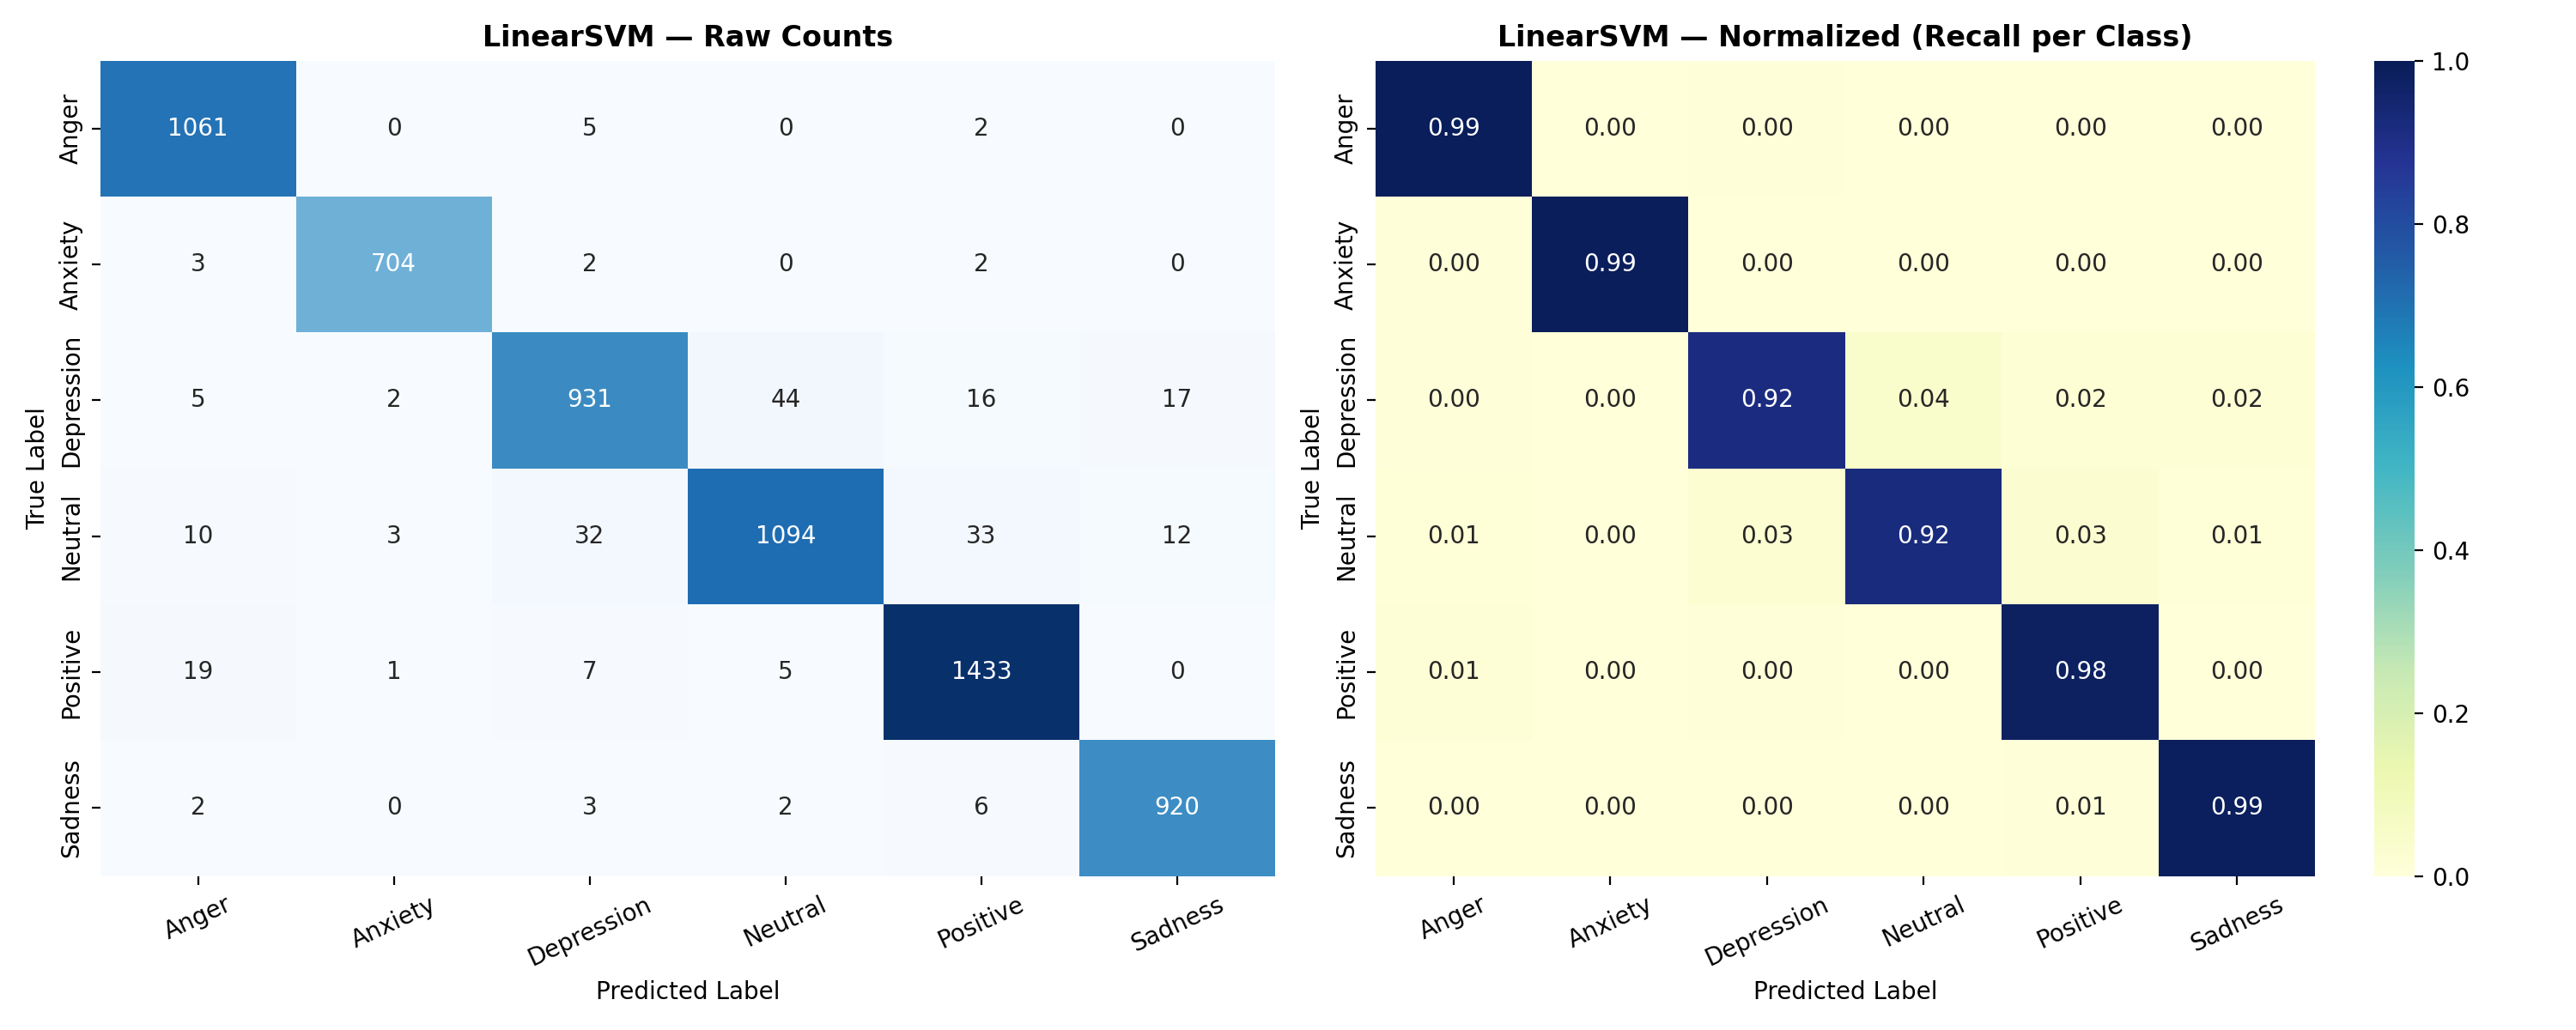 LinearSVM — Raw Counts
True Label
Anger 1061 0 5 0 2 0
Anxiety 3 704 2 0 2 0
Depression 5 2 931 44 16 17
Neutral 10 3 32 1094 33 12
Positive 19 1 7 5 1433 0
Sadness 2 0 3 2 6 920
Anger Anxiety Depression Neutral Positive Sadness
Predicted Label
LinearSVM — Normalized (Recall per Class)
True Label
Anger 0.99 0.00 0.00 0.00 0.00 0.00
Anxiety 0.00 0.99 0.00 0.00 0.00 0.00
Depression 0.00 0.00 0.92 0.04 0.02 0.02
Neutral 0.01 0.00 0.03 0.92 0.03 0.01
Positive 0.01 0.00 0.00 0.00 0.98 0.00
Sadness 0.00 0.00 0.00 0.00 0.01 0.99
Anger Anxiety Depression Neutral Positive Sadness
Predicted Label
1.0
0.8
0.6
0.4
0.2
0.0